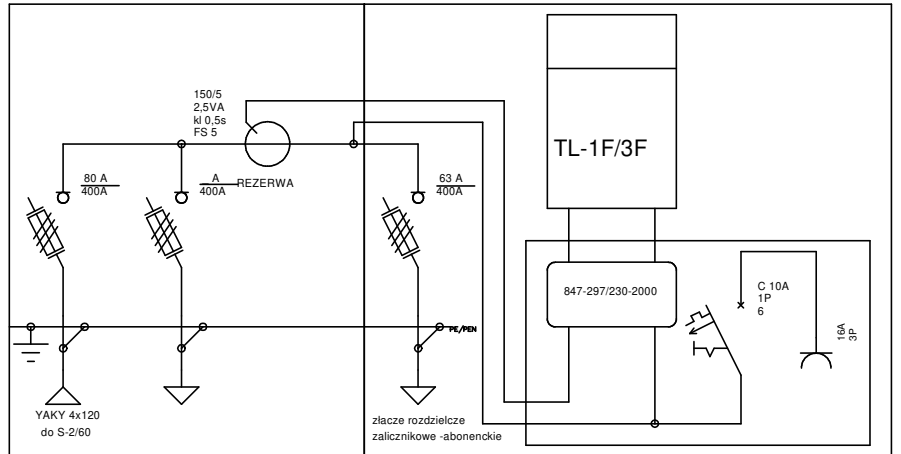 150/5
2,5VA
kl 0,5s
FS 5
TL-1F/3F
80 A
400A
A
400A
REZERWA
63 A
400A
847-297/230-2000
C 10A
1P
6
16A
3P
PE/PEN
YAKY 4x120
do S-2/60
złacze rozdzielcze
zalicznikowe -abonenckie